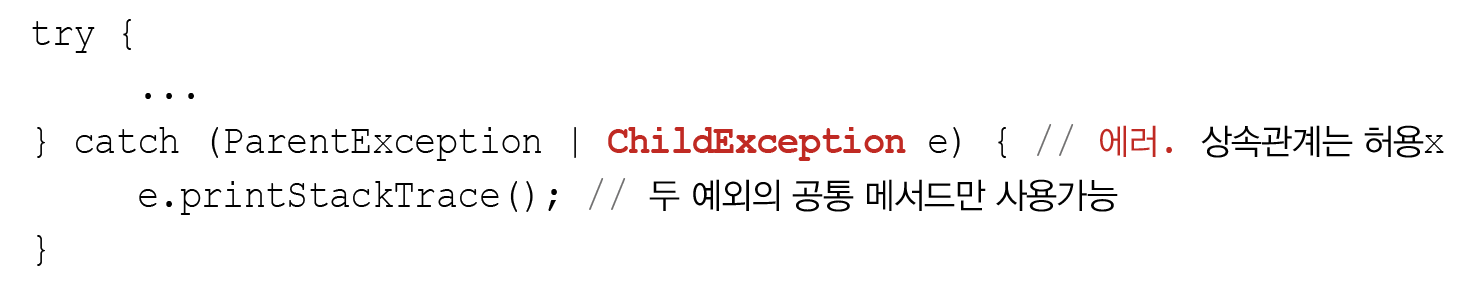 try {
...
} catch (ParentException | ChildException e) { // 에러. 상속관계는 허용x
e.printStackTrace(); // 두 예외의 공통 메서드만 사용가능
}